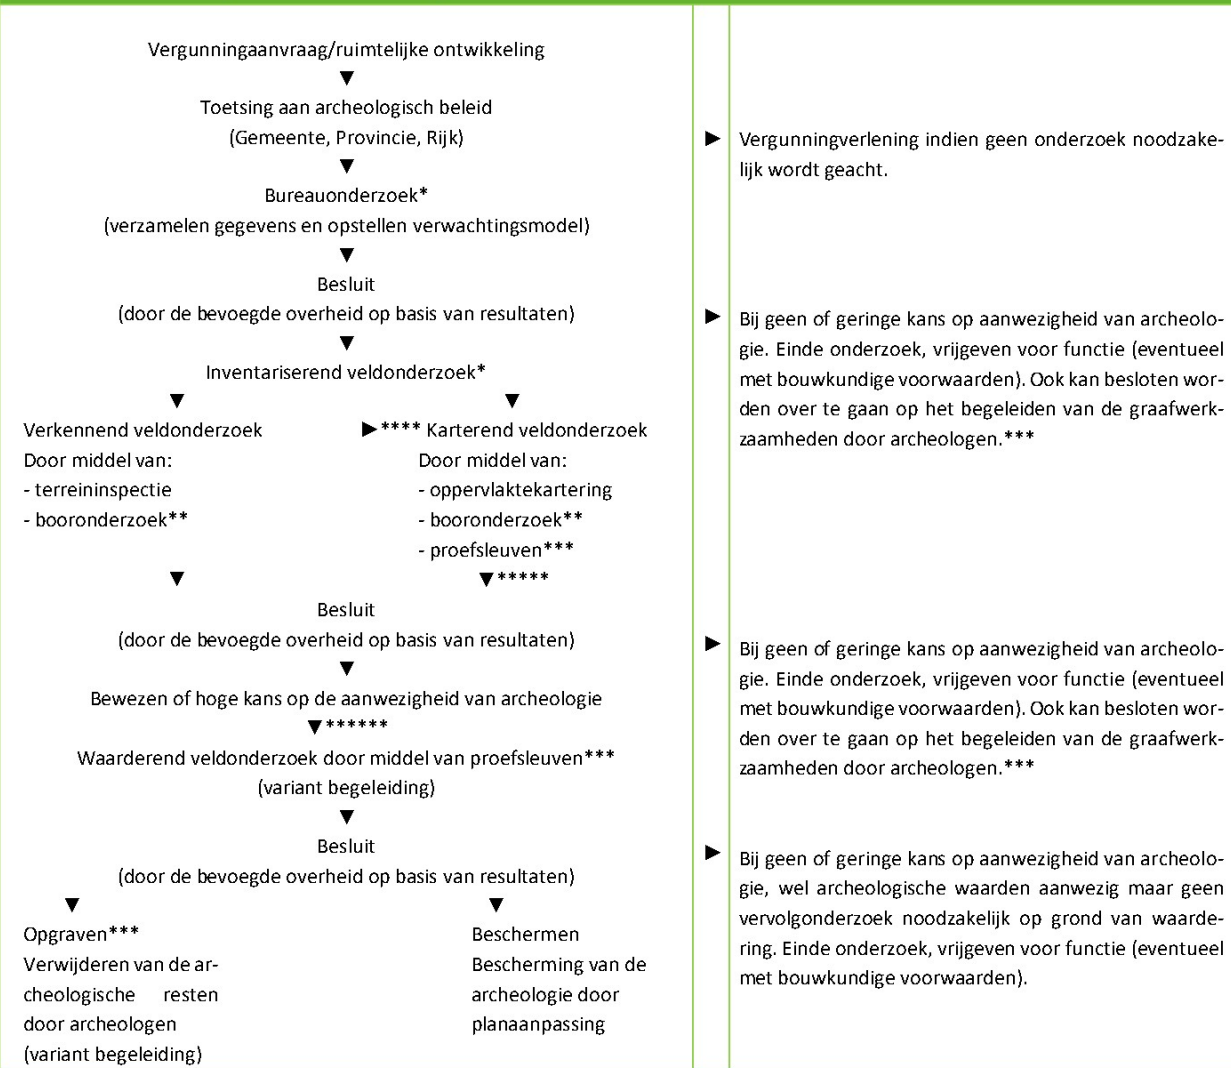 Vergunningaanvraag/ruimtelijke ontwikkeling
▼
Toetsing aan archeologisch beleid
(Gemeente, Provincie, Rijk)
▼
Bureauonderzoek*
(verzamelen gegevens en opstellen verwachtingsmodel)
▼
Besluit
(door de bevoegde overheid op basis van resultaten)
▼
Inventariserend veldonderzoek*
▼
Verkennend veldonderzoek
Door middel van:
- terreininspectie
- booronderzoek**
▼
▼
►**** Karterend veldonderzoek
Door middel van:
- oppervlaktekartering
- booronderzoek**
- proefsleuven***
▼*****
Besluit
(door de bevoegde overheid op basis van resultaten)
▼
Bewezen of hoge kans op de aanwezigheid van archeologie
▼******
Waarderend veldonderzoek door middel van proefsleuven***
(variant begeleiding)
▼
Besluit
(door de bevoegde overheid op basis van resultaten)
▼
Opgraven***
Verwijderen van de ar-
cheologische resten
door archeologen
(variant begeleiding)
▼
Beschermen
Bescherming van de
archeologie door
planaanpassing
► Vergunningverlening indien geen onderzoek noodzake-
lijk wordt geacht.
► Bij geen of geringe kans op aanwezigheid van archeolo-
gie. Einde onderzoek, vrijgeven voor functie (eventueel
met bouwkundige voorwaarden). Ook kan besloten wor-
den over te gaan op het begeleiden van de graafwerk-
zaamheden door archeologen.***
► Bij geen of geringe kans op aanwezigheid van archeolo-
gie. Einde onderzoek, vrijgeven voor functie (eventueel
met bouwkundige voorwaarden). Ook kan besloten wor-
den over te gaan op het begeleiden van de graafwerk-
zaamheden door archeologen.***
► Bij geen of geringe kans op aanwezigheid van archeolo-
gie, wel archeologische waarden aanwezig maar geen
vervolgonderzoek noodzakelijk op grond van waarde-
ring. Einde onderzoek, vrijgeven voor functie (eventueel
met bouwkundige voorwaarden).